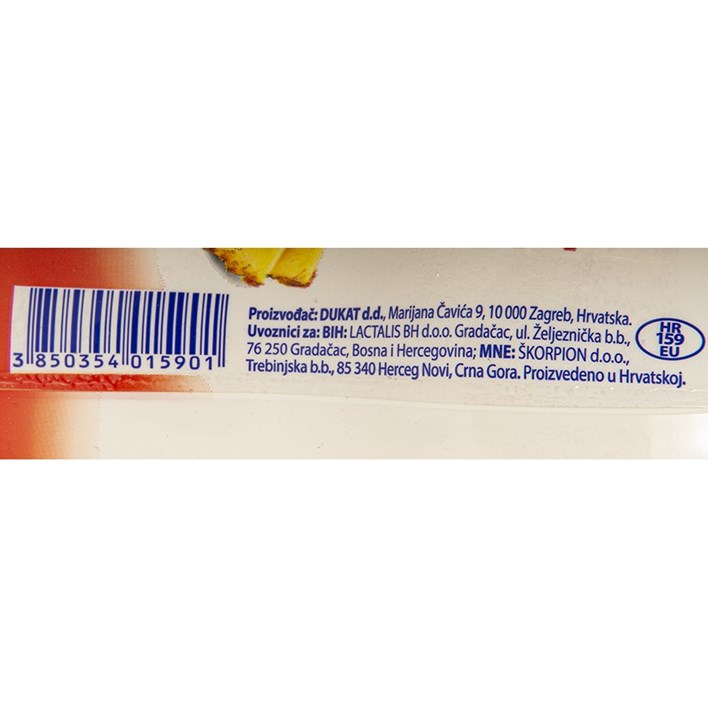 Proizvođač: DUKAT d.d., Marijana Čavića 9, 10 000 Zagreb, Hrvatska.
Uvoznici za: BIH: LACTALIS BH d.o.o. Gradačac, ul. Željeznička b.b.,
76 250 Gradačac, Bosna i Hercegovina; MNE: ŠKORPION d.o.o.,
Trebinjska b.b., 85 340 Herceg Novi, Crna Gora. Proizvedeno u Hrvatskoj.
HR
159
EU
3 850354 015901